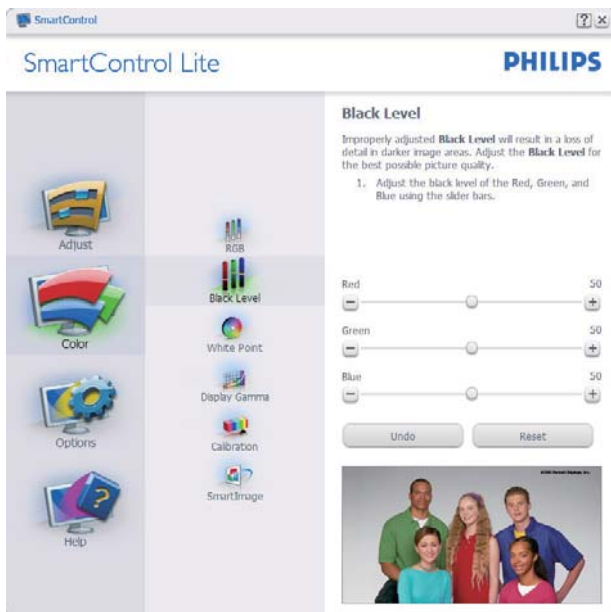 SmartControl
SmartControl Lite
PHILIPS
Adjust
Color
Options
Help
RGB
Black Level
White Point
Display Gamma
Calibration
SmartImage
Black Level
Improperly adjusted Black Level will result in a loss of
detail in darker image areas. Adjust the Black Level for
the best possible picture quality.
1. Adjust the black level of the Red, Green, and
Blue using the slider bars.
Red 50
Green 50
Blue 50
Undo Reset